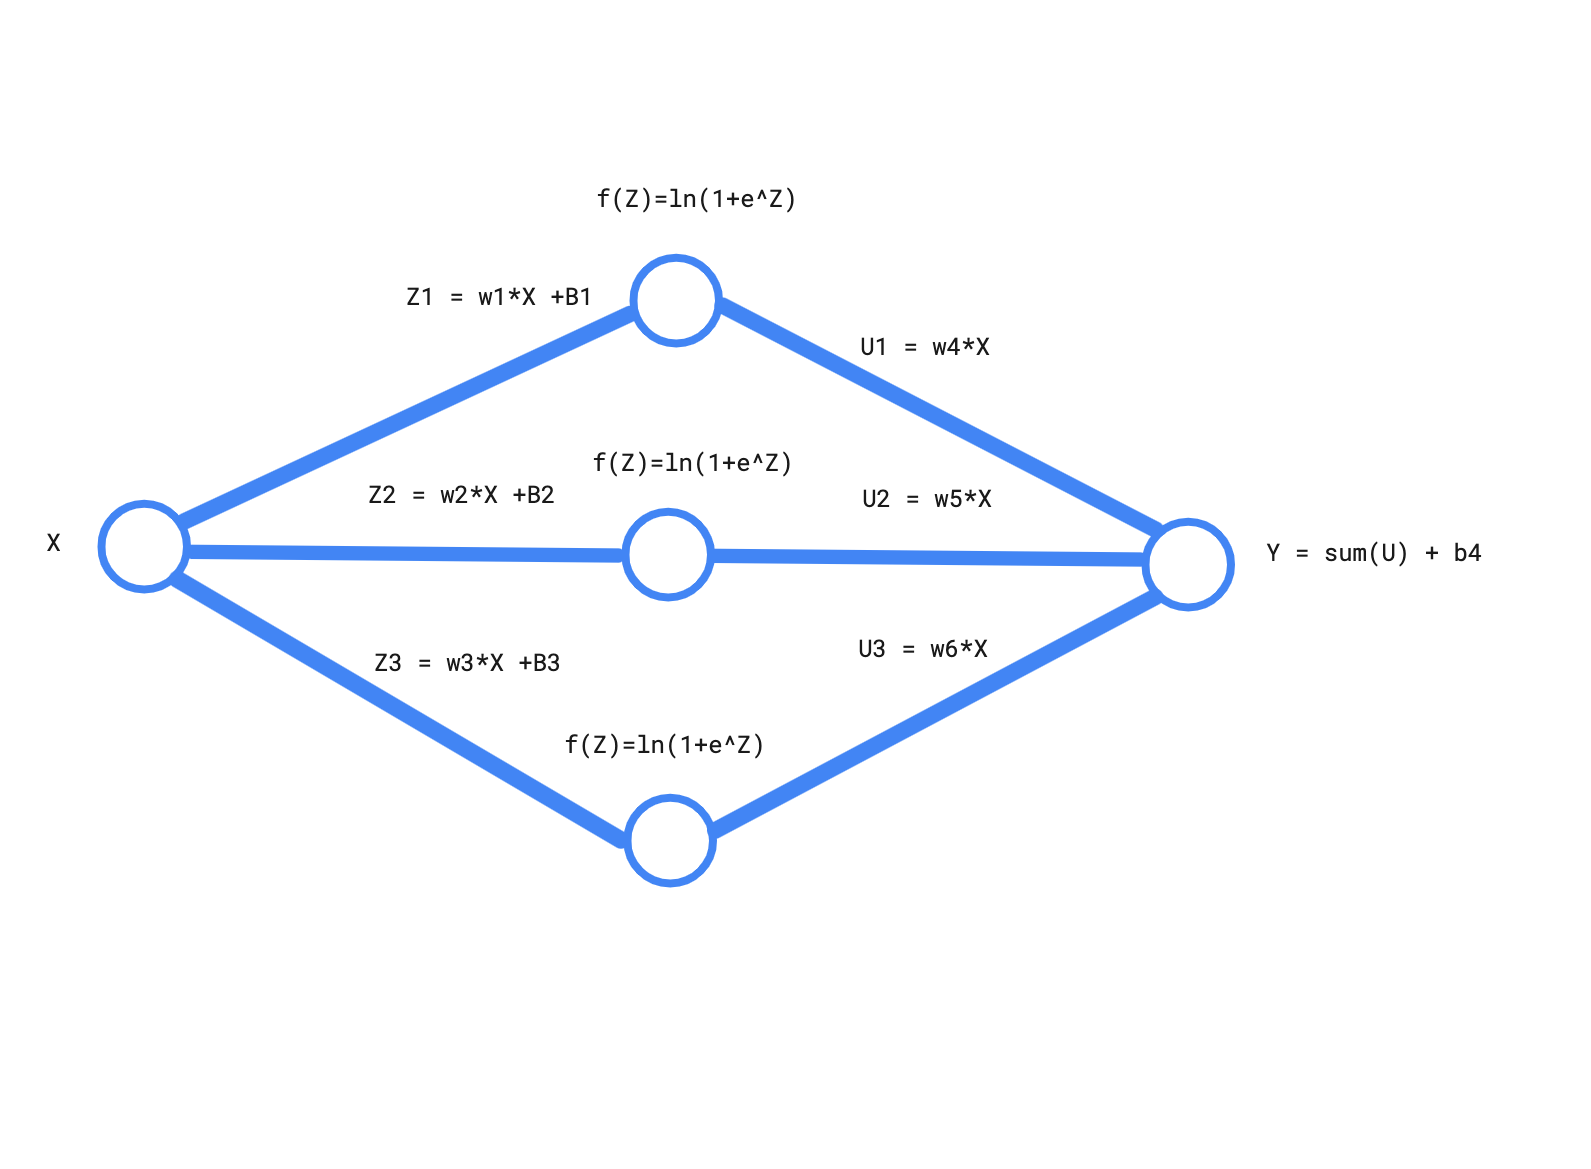 f(Z)=ln(1+e^Z)
Z1 = w1*X +B1
U1 = w4*X
f(Z)=ln(1+e^Z)
Z2 = w2*X +B2
U2 = w5*X
X
Y = sum(U) + b4
Z3 = w3*X +B3
U3 = w6*X
f(Z)=ln(1+e^Z)